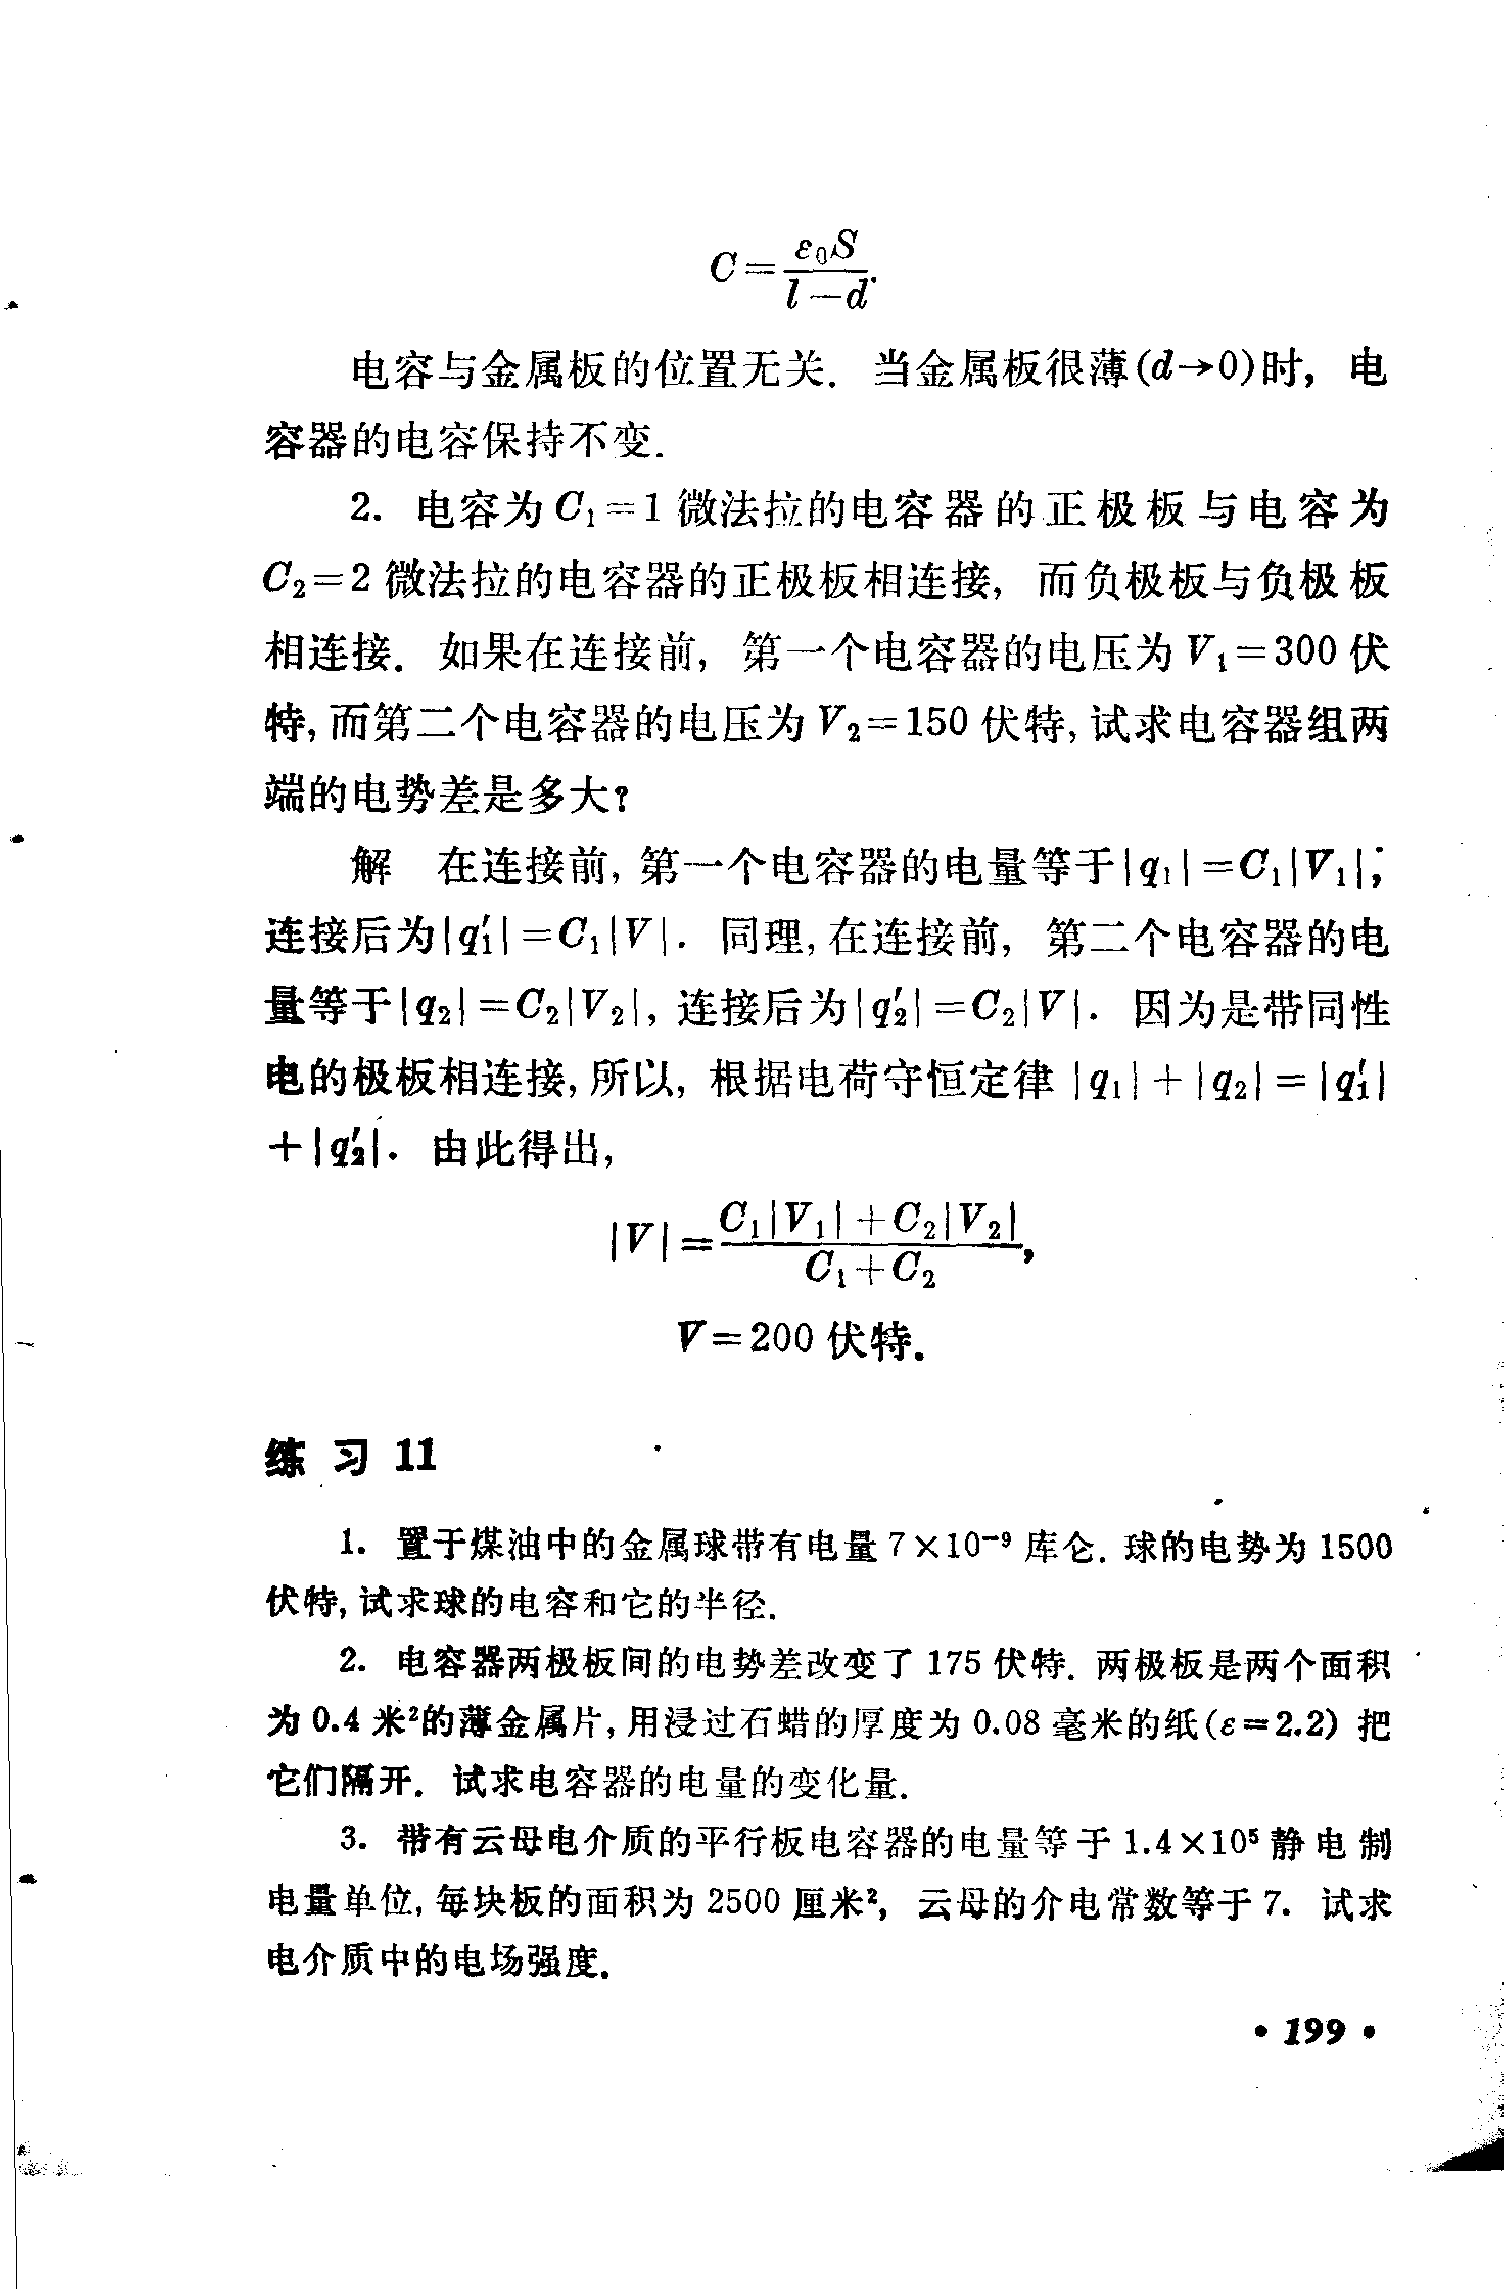 C=ε₀S/(l－d).
电容与金属板的位置无关. 当金属板很薄(d→0)时, 电
容器的电容保持不变.
2. 电容为C₁=1微法拉的电容器的正极板与电容为
C₂=2微法拉的电容器的正极板相连接, 而负极板与负极板
相连接. 如果在连接前, 第一个电容器的电压为V₁=300伏
特,而第二个电容器的电压为V₂=150伏特,试求电容器组两
端的电势差是多大?
解 在连接前,第一个电容器的电量等于|q₁|=C₁|V₁|;
连接后为|q₁′|=C₁|V|. 同理,在连接前, 第二个电容器的电
量等于|q₂|=C₂|V₂|, 连接后为|q₂′|=C₂|V|. 因为是带同性
电的极板相连接,所以, 根据电荷守恒定律|q₁|+|q₂|=|q₁′|
+|q₂′|. 由此得出,
|V|=(C₁|V₁|+C₂|V₂|)/(C₁+C₂),
V=200伏特.
练习11
1. 置于煤油中的金属球带有电量7×10⁻⁹库仑. 球的电势为1500
伏特,试求球的电容和它的半径.
2. 电容器两极板间的电势差改变了175伏特. 两极板是两个面积
为0.4米²的薄金属片,用浸过石蜡的厚度为0.08毫米的纸(ε=2.2)把
它们隔开. 试求电容器的电量的变化量.
3. 带有云母电介质的平行板电容器的电量等于1.4×10⁵静电制
电量单位,每块板的面积为2500厘米², 云母的介电常数等于7. 试求
电介质中的电场强度.
•199•